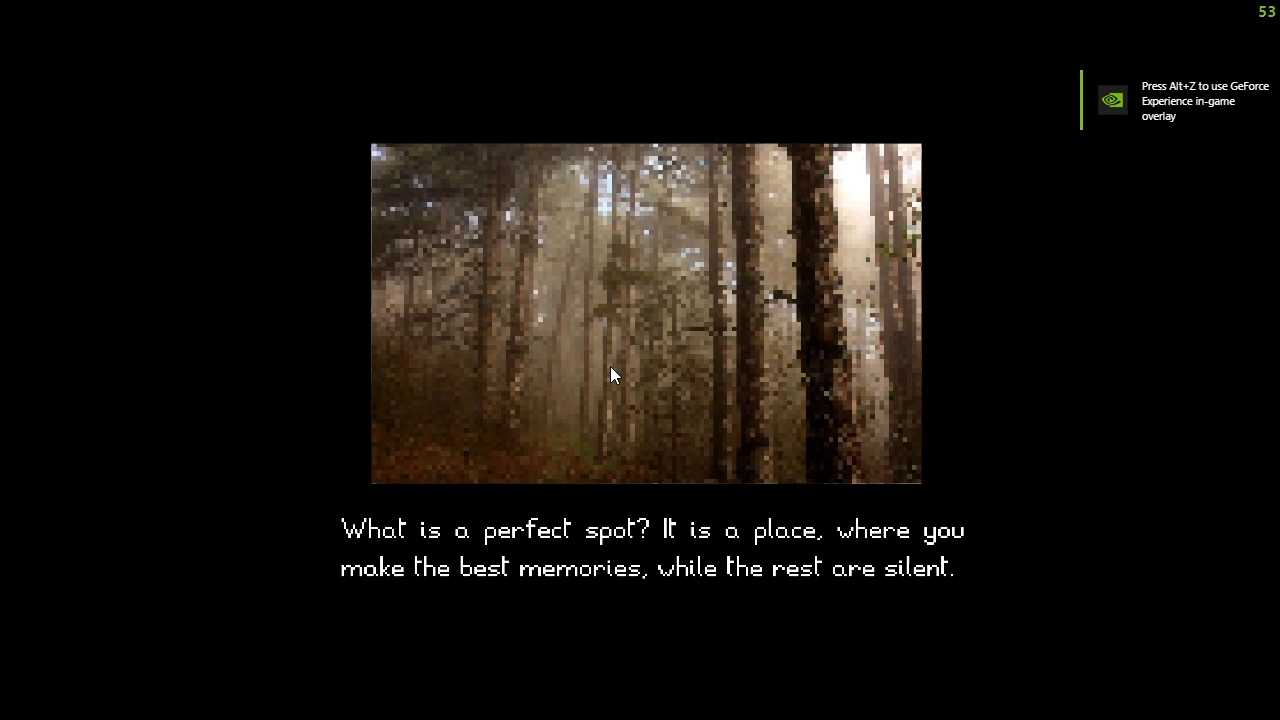 53
Press Alt+Z to use GeForce
Experience in-game
overlay
What is a perfect spot? It is a place, where you
make the best memories, while the rest are silent.